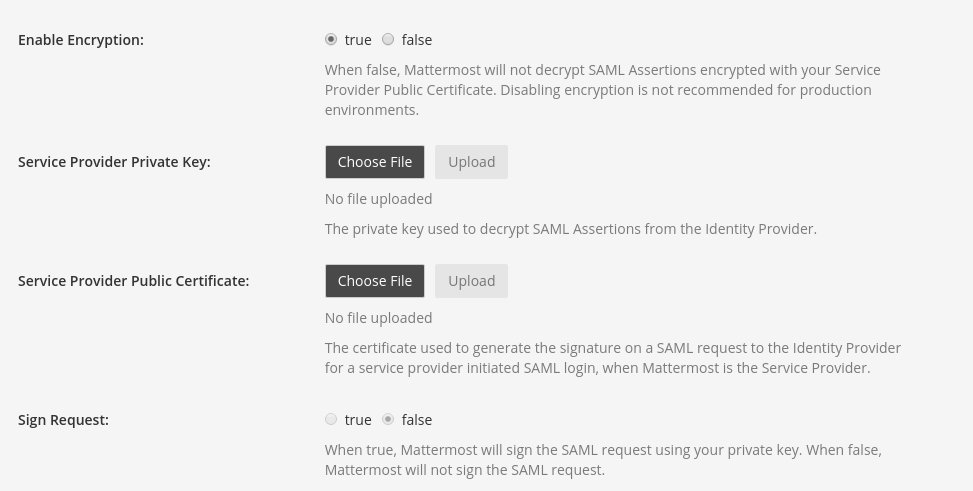 Enable Encryption: true false
When false, Mattermost will not decrypt SAML Assertions encrypted with your Service
Provider Public Certificate. Disabling encryption is not recommended for production
environments.
Service Provider Private Key: Choose File Upload
No file uploaded
The private key used to decrypt SAML Assertions from the Identity Provider.
Service Provider Public Certificate: Choose File Upload
No file uploaded
The certificate used to generate the signature on a SAML request to the Identity Provider
for a service provider initiated SAML login, when Mattermost is the Service Provider.
Sign Request: true false
When true, Mattermost will sign the SAML request using your private key. When false,
Mattermost will not sign the SAML request.